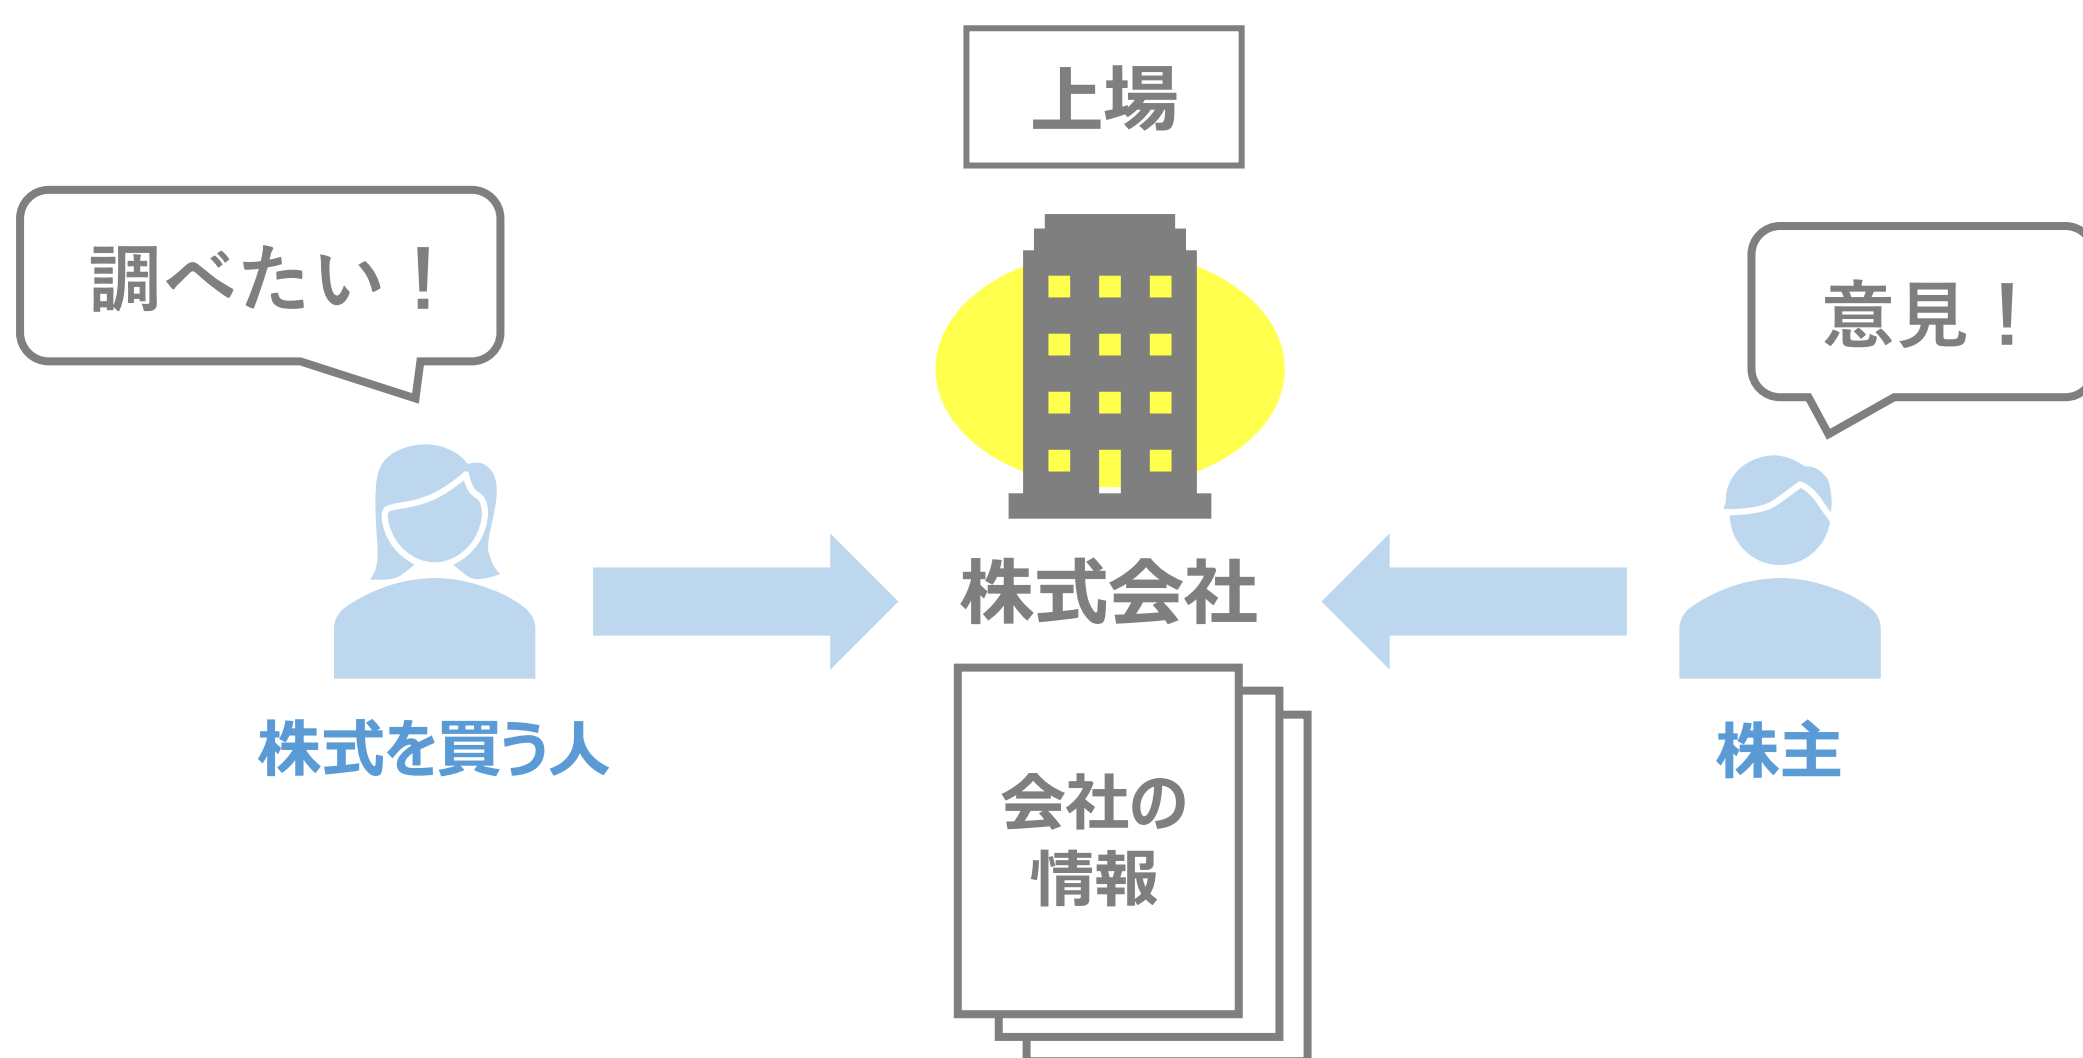 上場
調べたい！
意見！
株式会社
株式を買う人
株主
会社の
情報